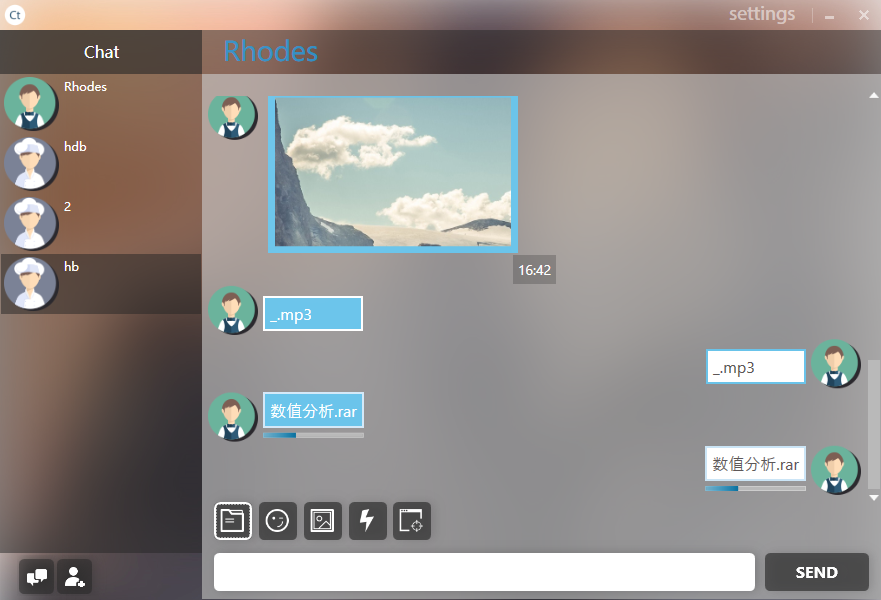 Ct
settings
Chat
Rhodes
Rhodes
hdb
2
hb
16:42
_.mp3
_.mp3
数值分析.rar
数值分析.rar
SEND